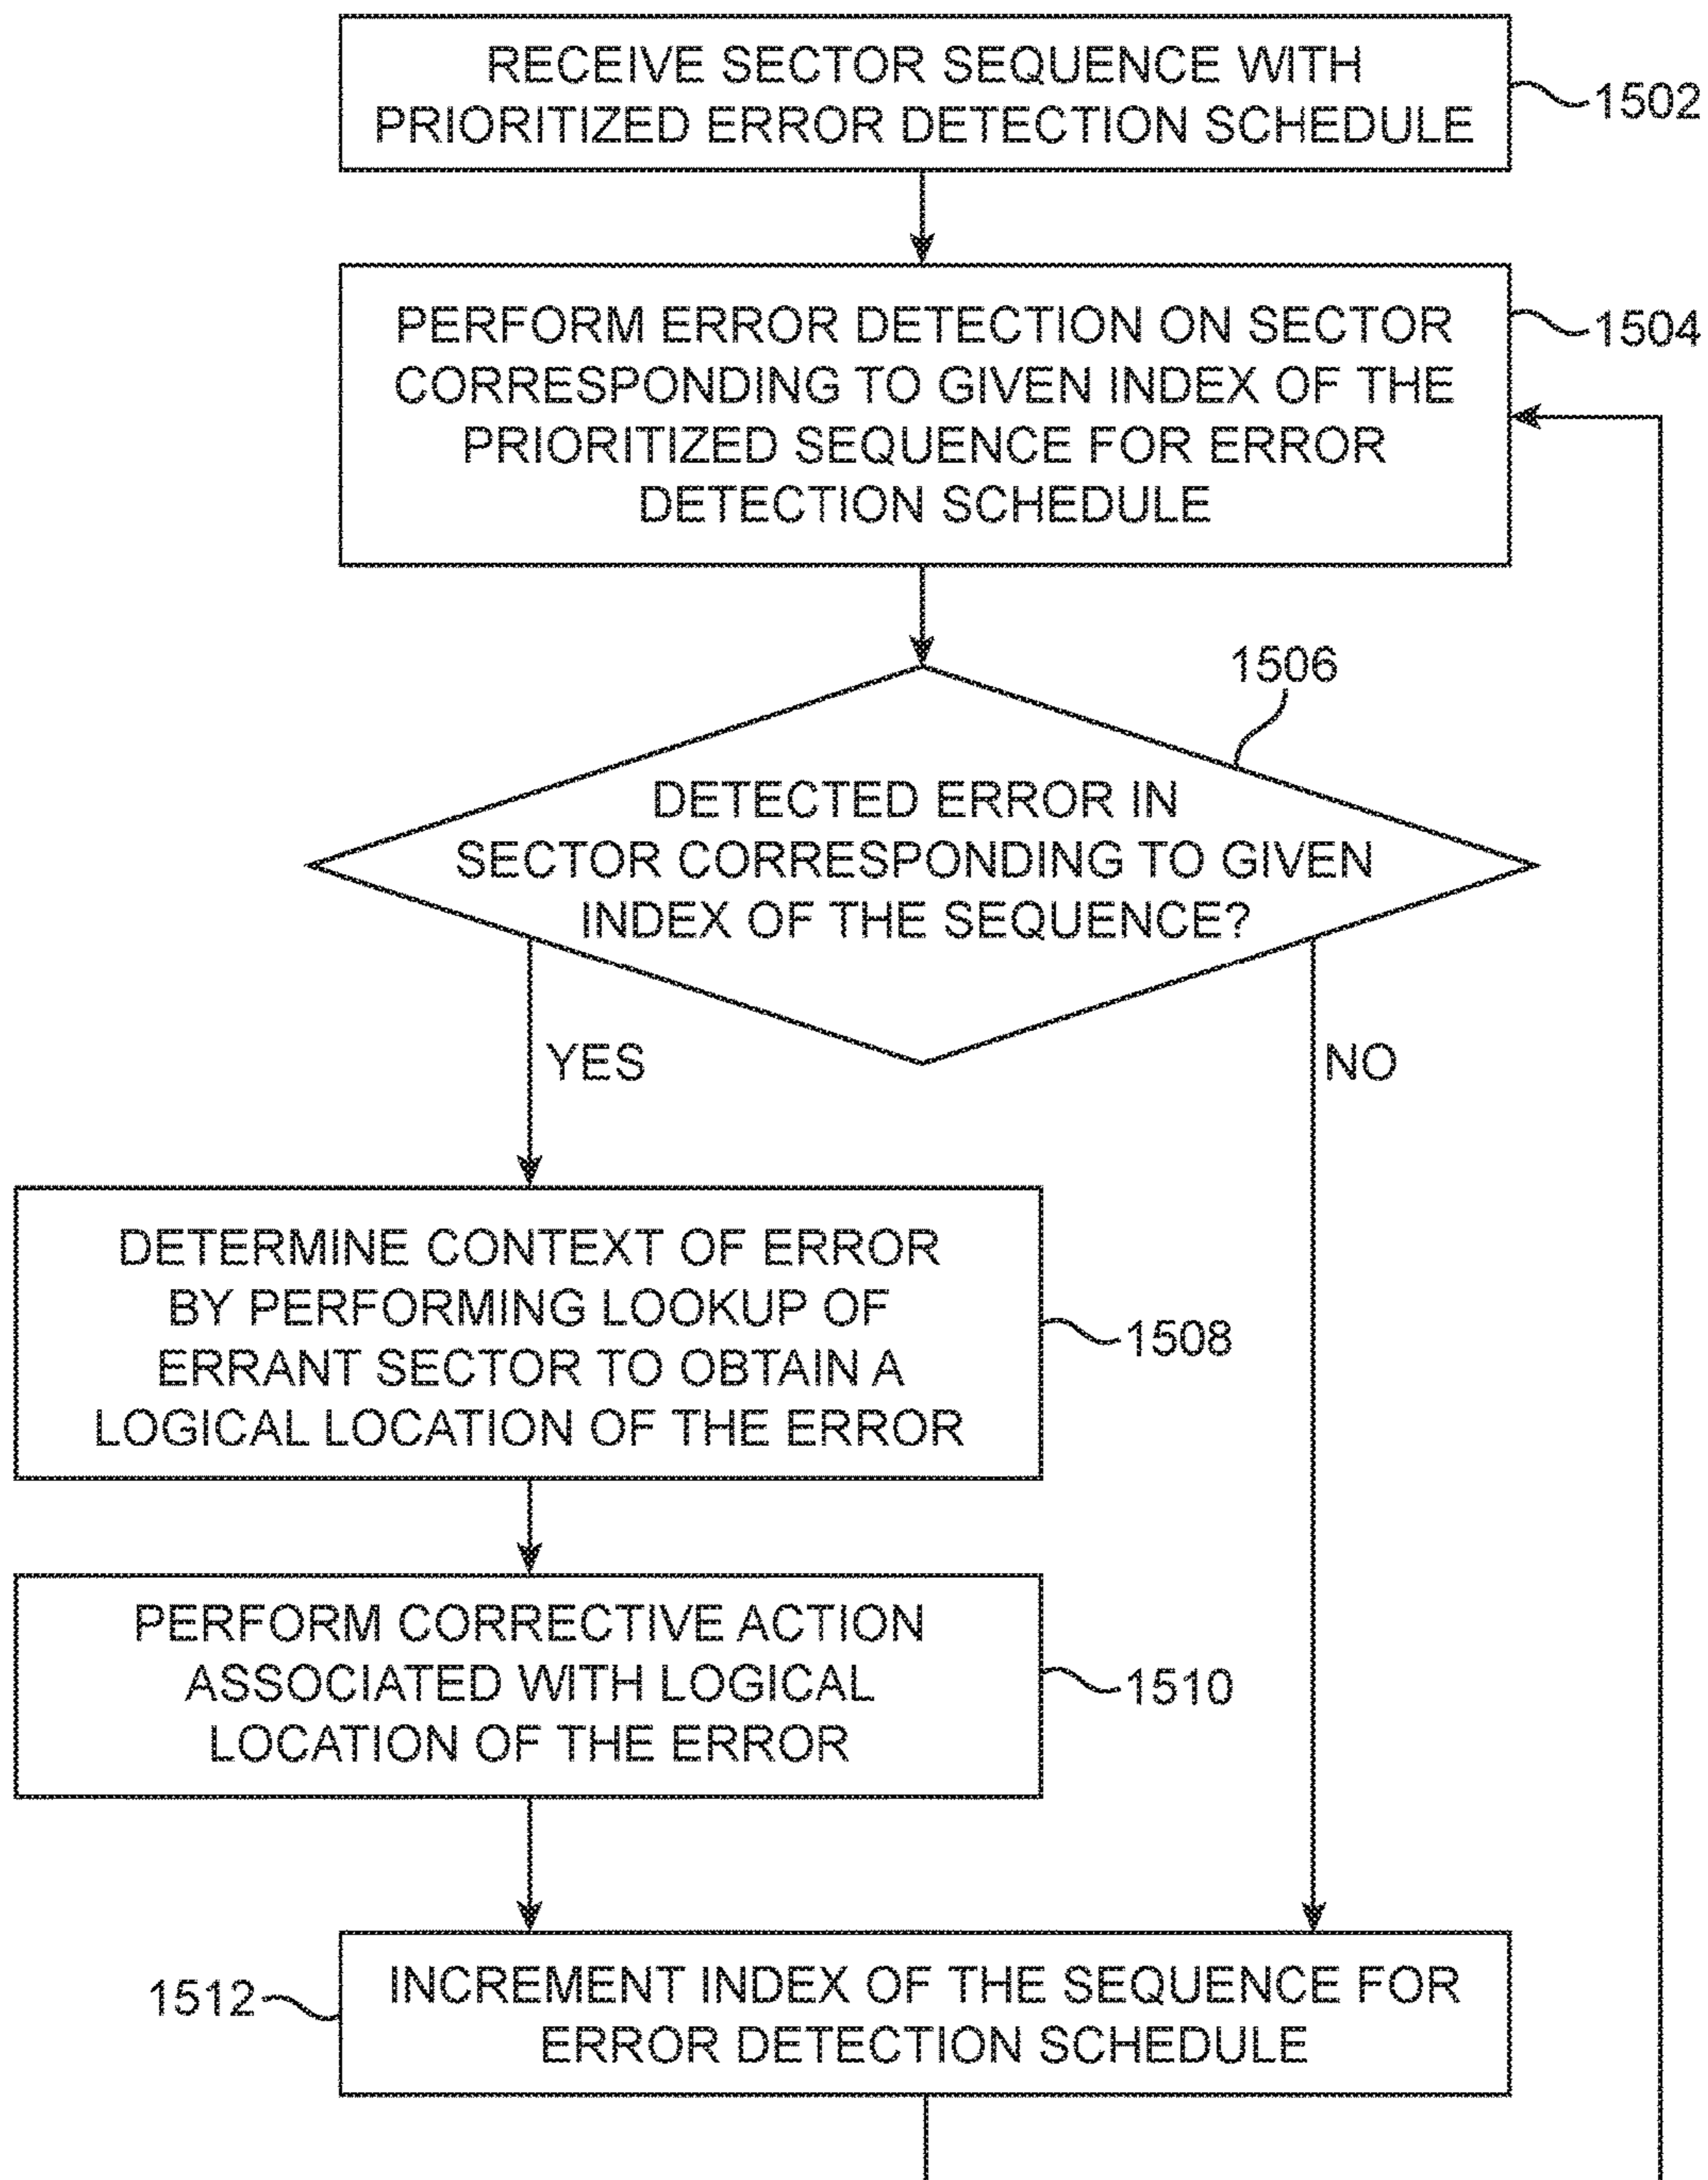 RECEIVE SECTOR SEQUENCE WITH
PRIORITIZED ERROR DETECTION SCHEDULE
1502
PERFORM ERROR DETECTION ON SECTOR
CORRESPONDING TO GIVEN INDEX OF THE
PRIORITIZED SEQUENCE FOR ERROR
DETECTION SCHEDULE
1504
1506
DETECTED ERROR IN
SECTOR CORRESPONDING TO GIVEN
INDEX OF THE SEQUENCE?
YES
NO
DETERMINE CONTEXT OF ERROR
BY PERFORMING LOOKUP OF
ERRANT SECTOR TO OBTAIN A
LOGICAL LOCATION OF THE ERROR
1508
PERFORM CORRECTIVE ACTION
ASSOCIATED WITH LOGICAL
LOCATION OF THE ERROR
1510
1512
INCREMENT INDEX OF THE SEQUENCE FOR
ERROR DETECTION SCHEDULE